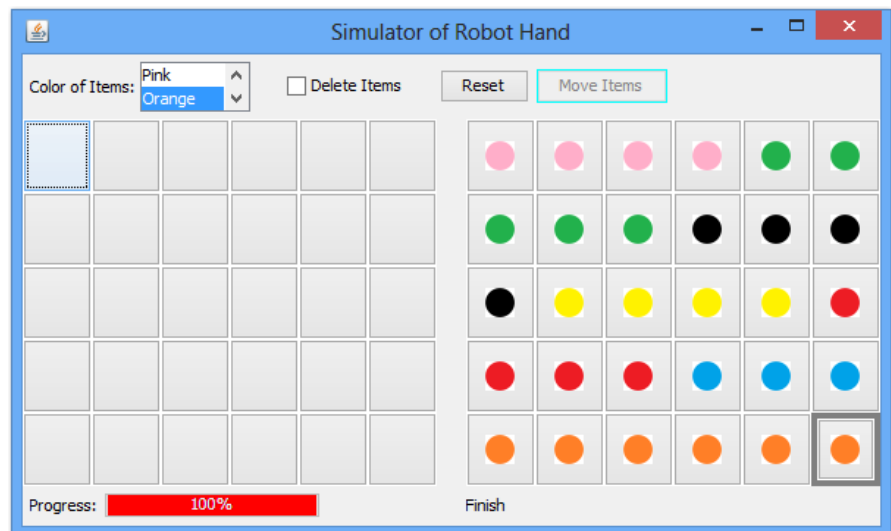 Simulator of Robot Hand
Color of Items:
Pink
Orange
Delete Items
Reset
Move Items
Progress:
100%
Finish